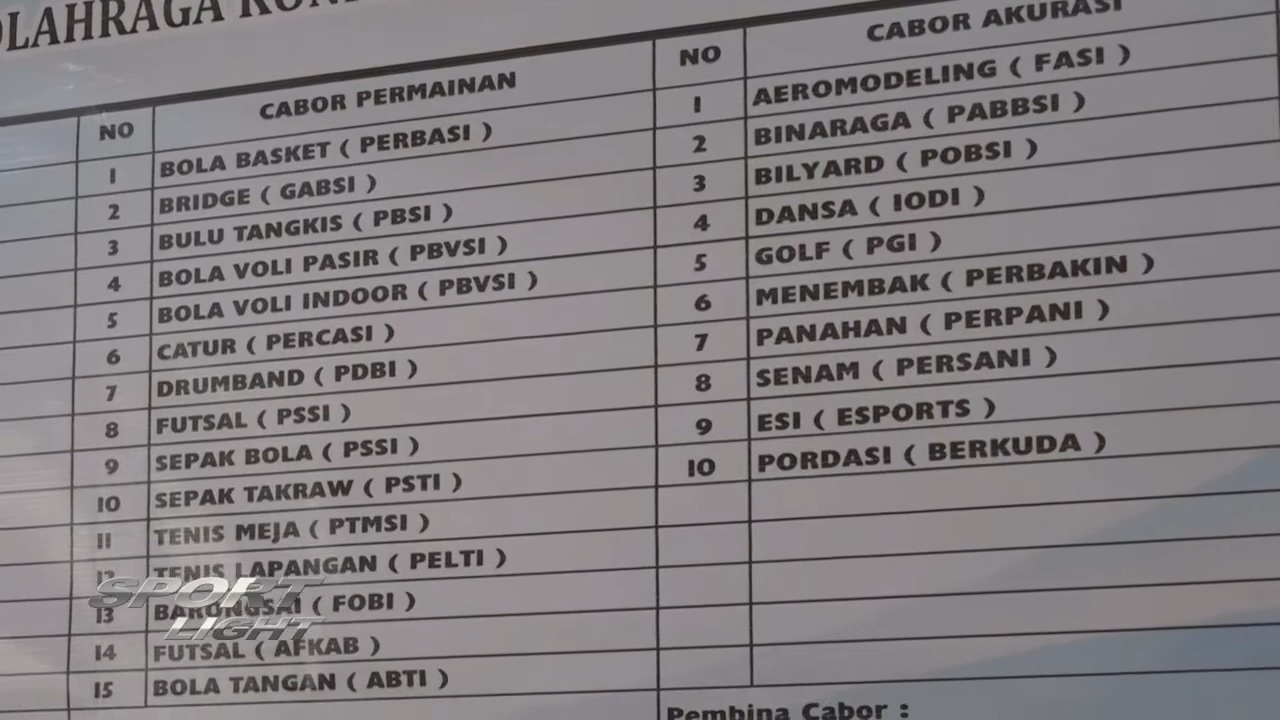 OLAHRAGA
NO
CABOR PERMAINAN
1 BOLA BASKET ( PERBASI )
2 BRIDGE ( GABSI )
3 BULU TANGKIS ( PBSI )
4 BOLA VOLI PASIR ( PBVSI )
5 BOLA VOLI INDOOR ( PBVSI )
6 CATUR ( PERCASI )
7 DRUMBAND ( PDBI )
8 FUTSAL ( PSSI )
9 SEPAK BOLA ( PSSI )
10 SEPAK TAKRAW ( PSTI )
11 TENIS MEJA ( PTMSI )
12 TENIS LAPANGAN ( PELTI )
13 BARONGSAI ( FOBI )
14 FUTSAL ( AFKAB )
15 BOLA TANGAN ( ABTI )
NO
CABOR AKURASI
1 AEROMODELING ( FASI )
2 BINARAGA ( PABBSI )
3 BILYARD ( POBSI )
4 DANSA ( IODI )
5 GOLF ( PGI )
6 MENEMBAK ( PERBAKIN )
7 PANAHAN ( PERPANI )
8 SENAM ( PERSANI )
9 ESI ( ESPORTS )
10 PORDASI ( BERKUDA )
Pembina Cabor :
SPORT
LIGHT